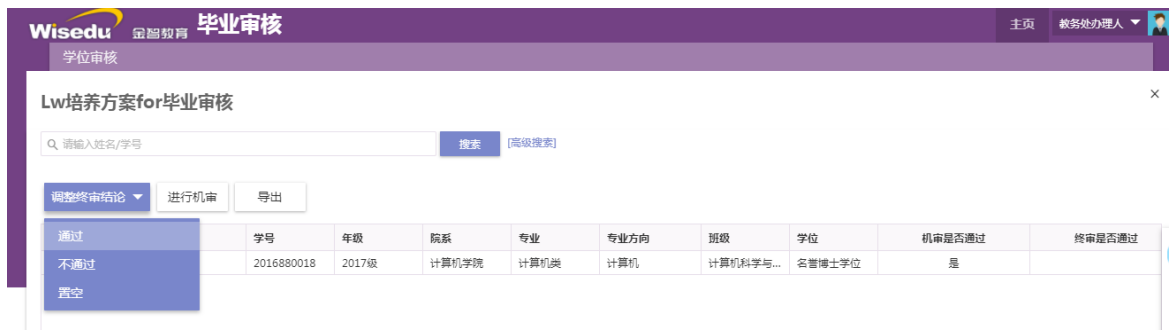 Wisedu 金智教育 毕业审核 主页 教务处办理人
学位审核
Lw培养方案for毕业审核 ×
请输入姓名/学号 搜索 [高级搜索]
调整终审结论 进行机审 导出
通过
不通过
置空
学号 年级 院系 专业 专业方向 班级 学位 机审是否通过 终审是否通过
2016880018 2017级 计算机学院 计算机类 计算机 计算机科学与... 名誉博士学位 是